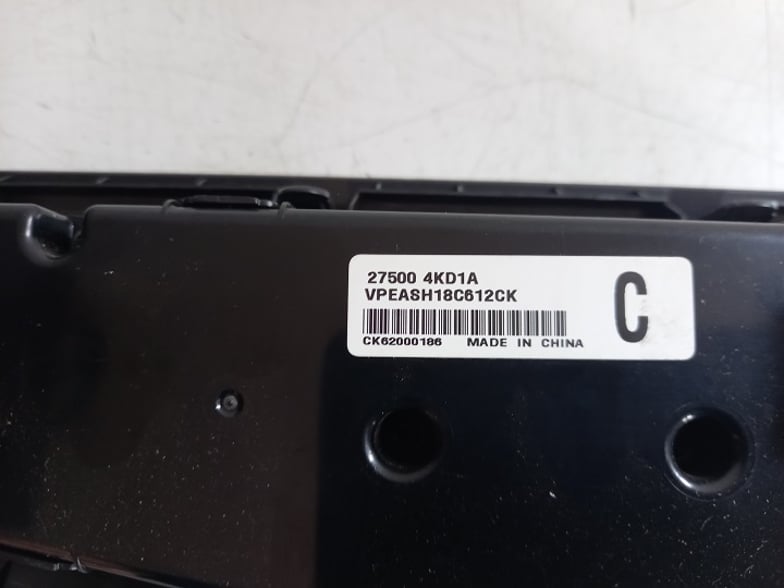 27500 4KD1A
VPEASH18C612CK
C
CK62000186 MADE IN CHINA